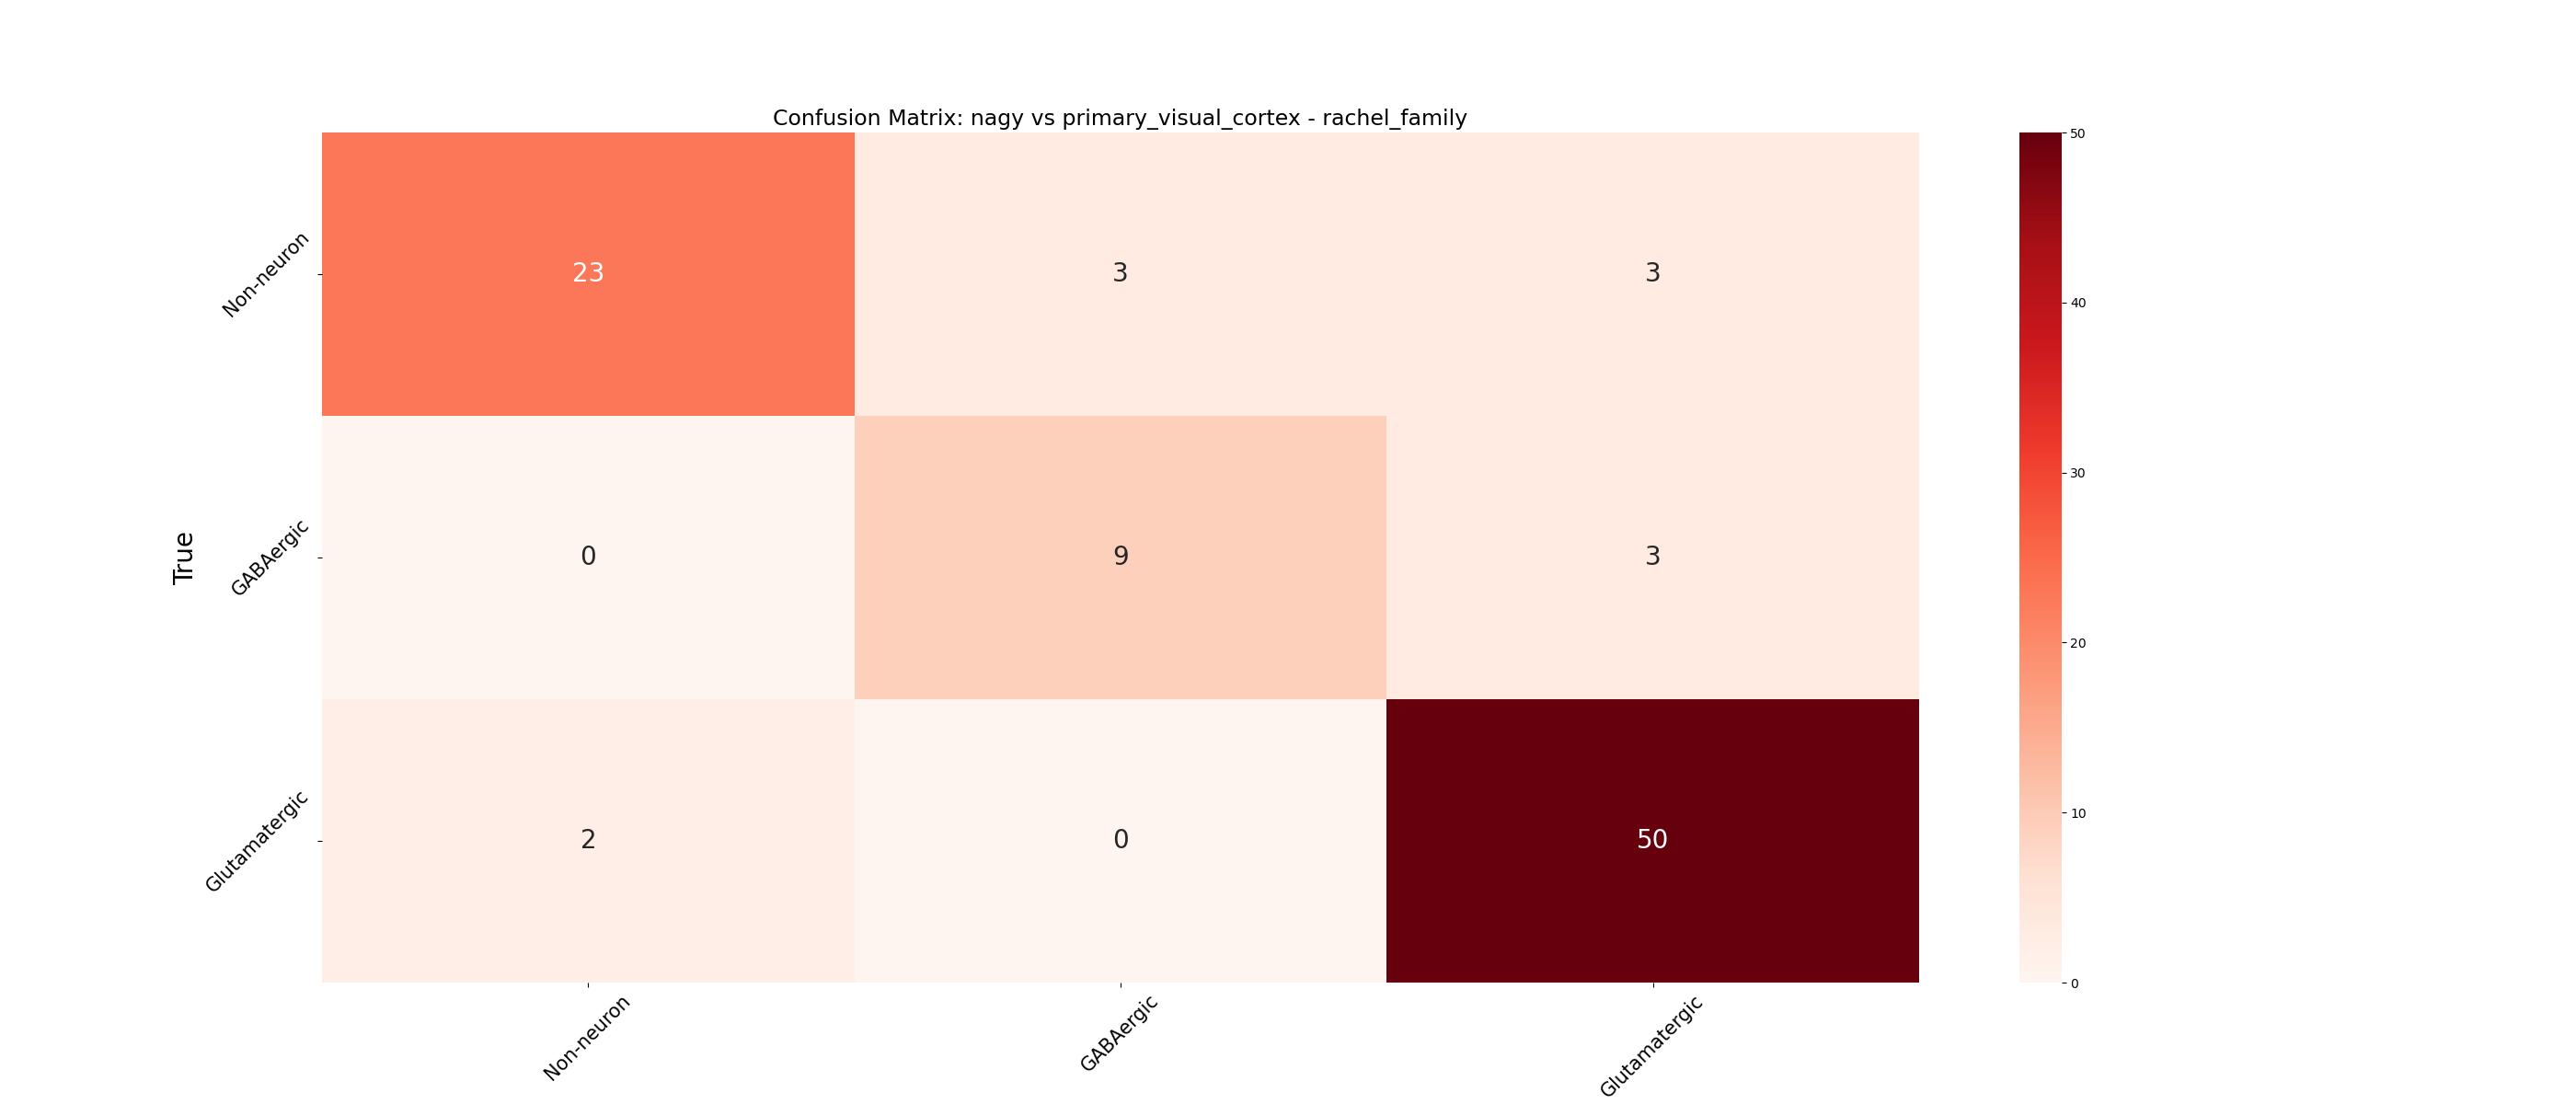 Confusion Matrix: nagy vs primary_visual_cortex - rachel_family
True
Non-neuron
23
3
3
GABAergic
0
9
3
Glutamatergic
2
0
50
Non-neuron
GABAergic
Glutamatergic
50
40
30
20
10
0